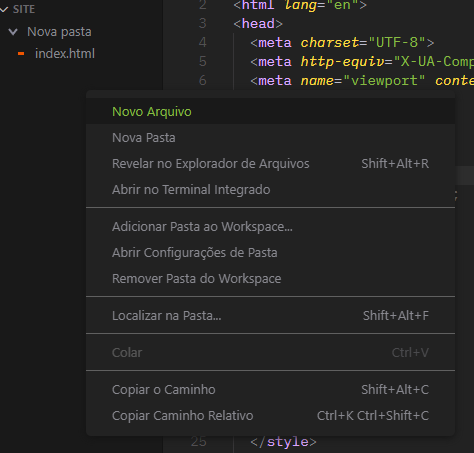 SITE
Nova pasta
index.html
2 <html lang="en">
3 <head>
4 <meta charset="UTF-8">
5 <meta http-equiv="X-UA-Comp
6 <meta name="viewport" conte
Novo Arquivo
Nova Pasta
Revelar no Explorador de Arquivos Shift+Alt+R
Abrir no Terminal Integrado
;
Adicionar Pasta ao Workspace...
Abrir Configurações de Pasta
Remover Pasta do Workspace
Localizar na Pasta... Shift+Alt+F
Colar Ctrl+V
Copiar o Caminho Shift+Alt+C
Copiar Caminho Relativo Ctrl+K Ctrl+Shift+C
25 </style>